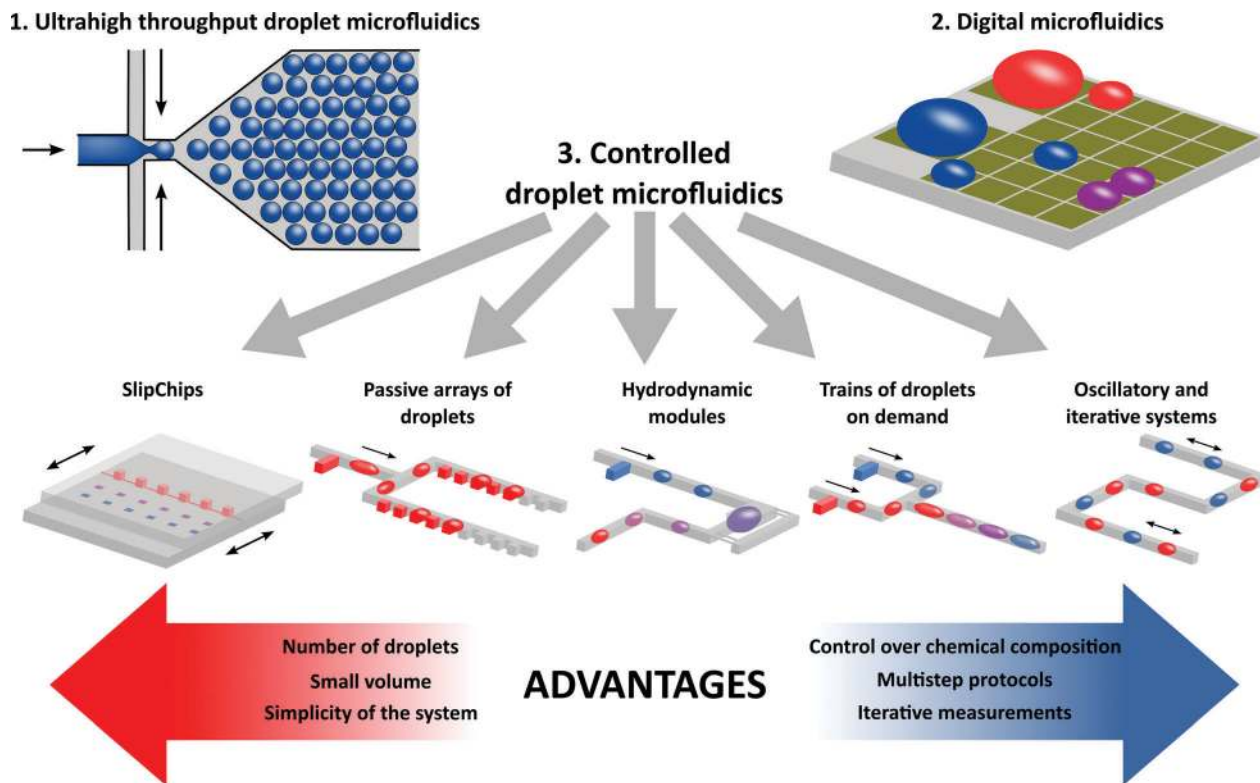 1. Ultrahigh throughput droplet microfluidics
2. Digital microfluidics
3. Controlled
droplet microfluidics
SlipChips
Passive arrays of
droplets
Hydrodynamic
modules
Trains of droplets
on demand
Oscillatory and
iterative systems
Number of droplets
Small volume
Simplicity of the system
ADVANTAGES
Control over chemical composition
Multistep protocols
Iterative measurements